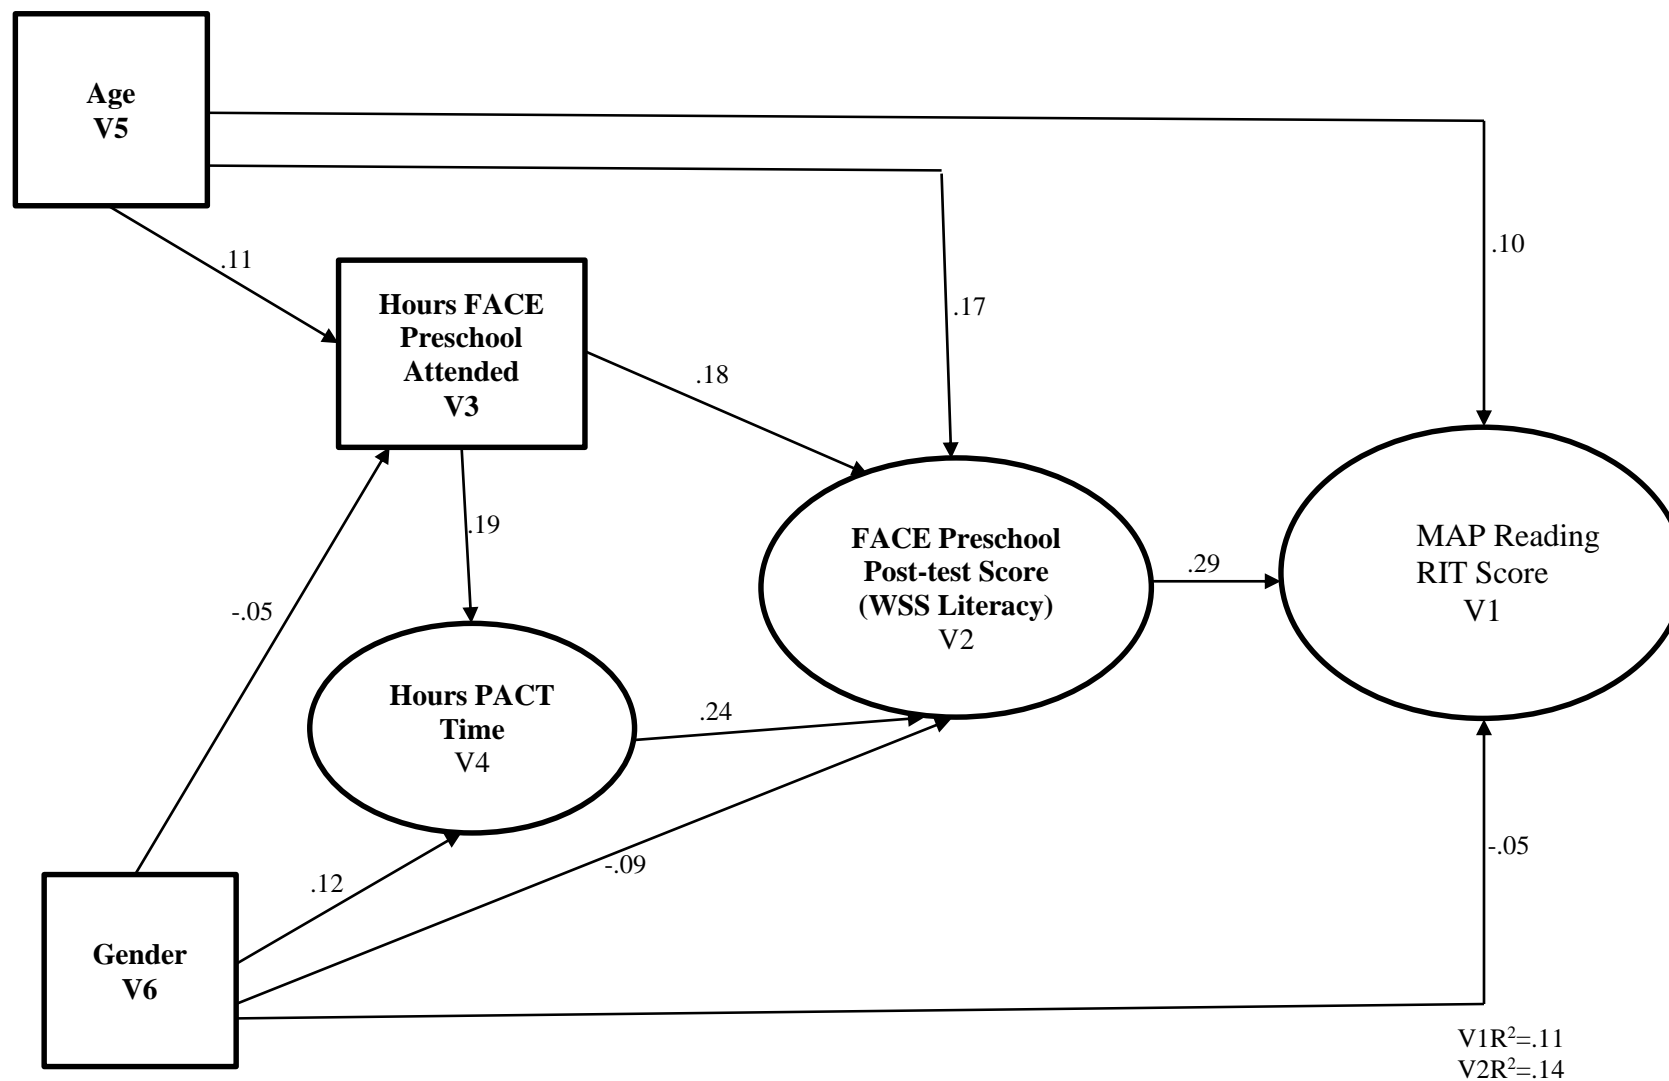 Age
V5
.11
.10
Hours FACE
Preschool
Attended
V3
.17
.18
.19
FACE Preschool
Post-test Score
(WSS Literacy)
V2
MAP Reading
RIT Score
V1
.29
-.05
Hours PACT
Time
V4
.24
-.09
-.05
.12
Gender
V6
V1R²=.11
V2R²=.14